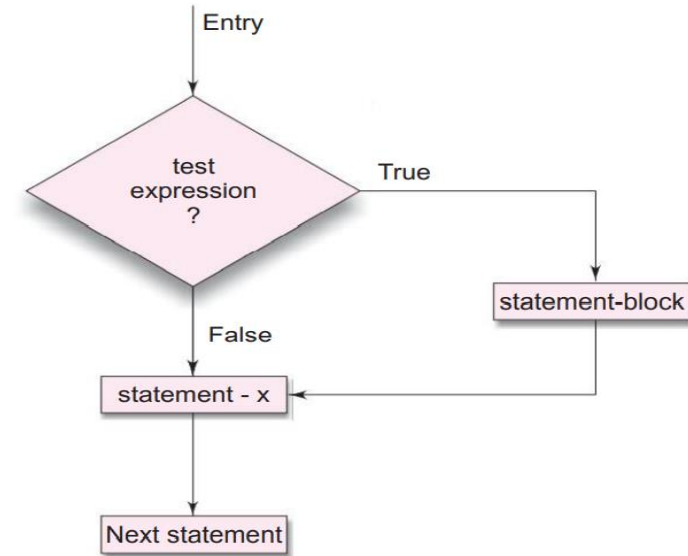 Entry
test
expression
?
True
statement-block
False
statement - x
Next statement